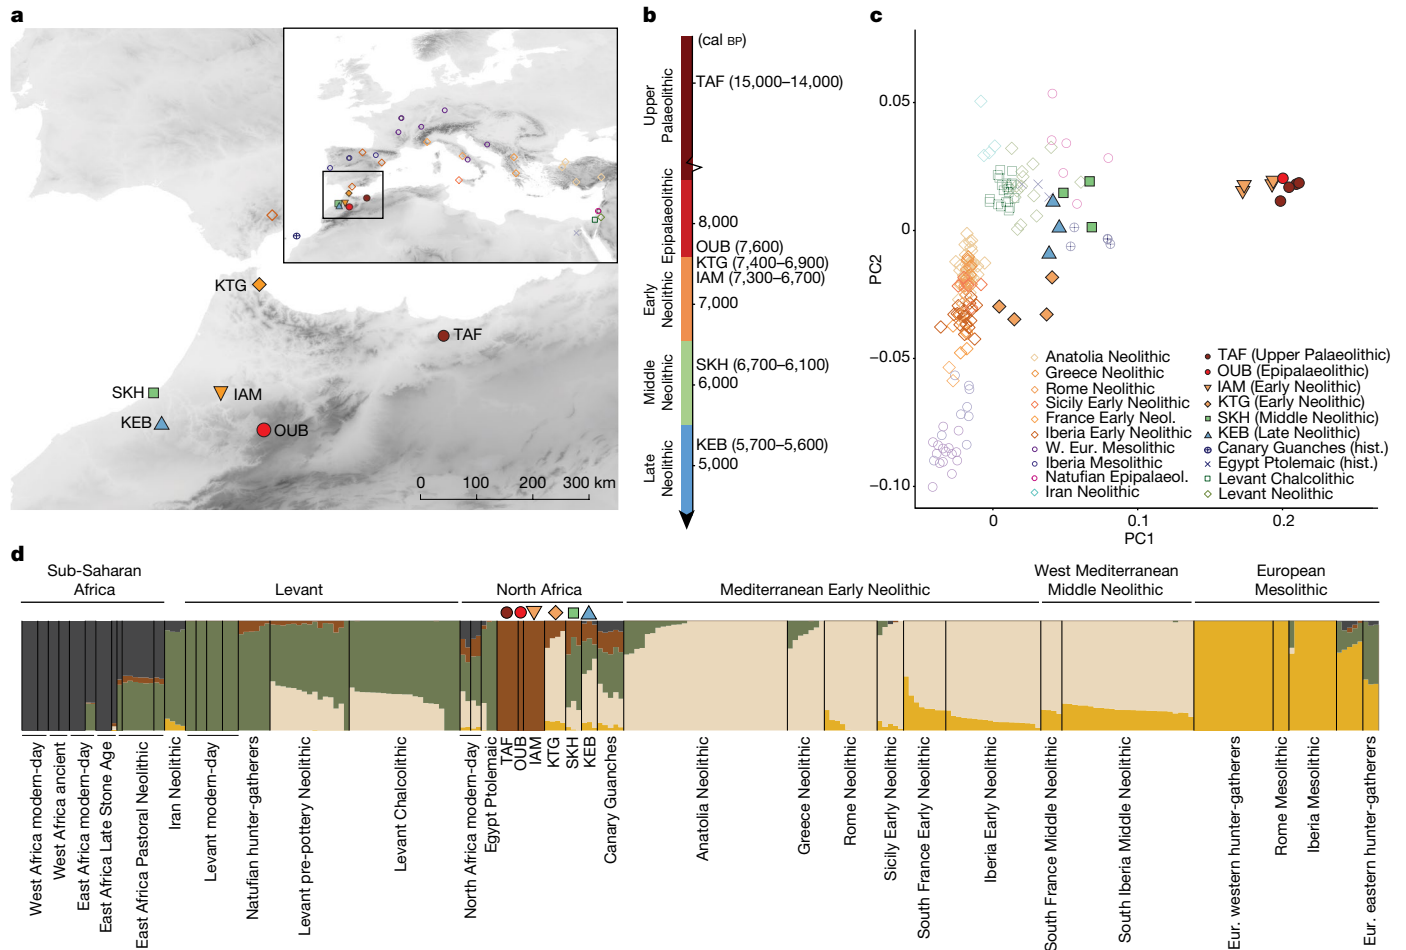 a
KTG
TAF
SKH
IAM
KEB
OUB
0 100 200 300 km
b
(cal BP)
Upper Palaeolithic
TAF (15,000–14,000)
Epipalaeolithic
8,000
OUB (7,600)
KTG (7,400–6,900)
IAM (7,300–6,700)
Early Neolithic
7,000
Middle Neolithic
SKH (6,700–6,100)
6,000
Late Neolithic
KEB (5,700–5,600)
5,000
c
0.05
0
−0.05
−0.10
PC2
0 0.1 0.2
PC1
Anatolia Neolithic
Greece Neolithic
Rome Neolithic
Sicily Early Neolithic
France Early Neol.
Iberia Early Neolithic
W. Eur. Mesolithic
Iberia Mesolithic
Natufian Epipalaeol.
Iran Neolithic
TAF (Upper Palaeolithic)
OUB (Epipalaeolithic)
IAM (Early Neolithic)
KTG (Early Neolithic)
SKH (Middle Neolithic)
KEB (Late Neolithic)
Canary Guanches (hist.)
Egypt Ptolemaic (hist.)
Levant Chalcolithic
Levant Neolithic
d
Sub-Saharan
Africa
Levant
North Africa
Mediterranean Early Neolithic
West Mediterranean
Middle Neolithic
European
Mesolithic
West Africa modern-day
West Africa ancient
East Africa modern-day
East Africa Late Stone Age
East Africa Pastoral Neolithic
Iran Neolithic
Levant modern-day
Natufian hunter-gatherers
Levant pre-pottery Neolithic
Levant Chalcolithic
North Africa modern-day
Egypt Ptolemaic
TAF
OUB
IAM
KTG
SKH
KEB
Canary Guanches
Anatolia Neolithic
Greece Neolithic
Rome Neolithic
Sicily Early Neolithic
South France Early Neolithic
Iberia Early Neolithic
South France Middle Neolithic
South Iberia Middle Neolithic
Eur. western hunter-gatherers
Rome Mesolithic
Iberia Mesolithic
Eur. eastern hunter-gatherers